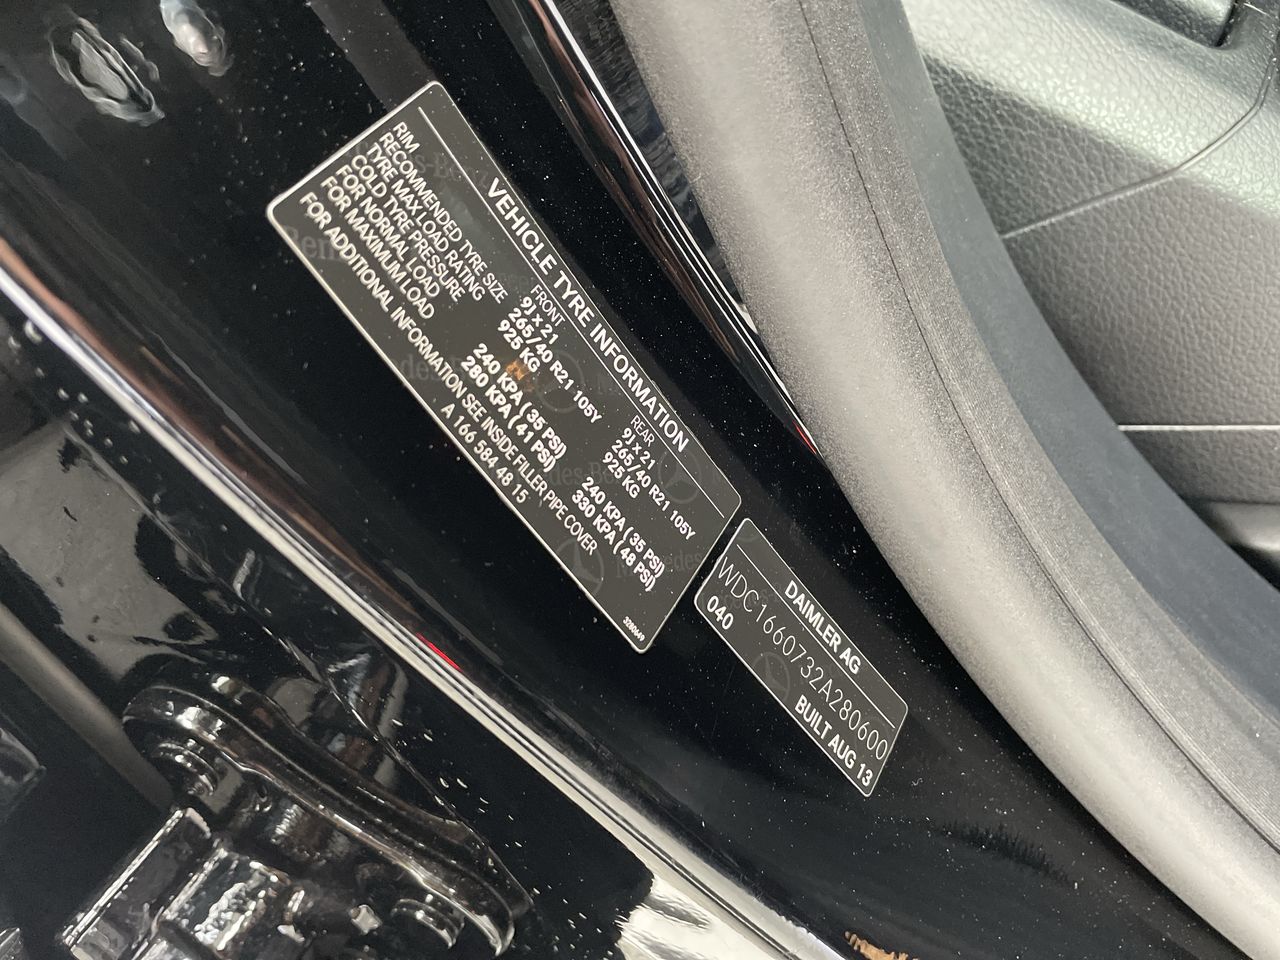 VEHICLE TYRE INFORMATION
FRONT REAR
RIM 9J x 21 9J x 21
RECOMMENDED TYRE SIZE 265/40 R21 105Y 265/40 R21 105Y
TYRE MAX LOAD RATING 925 KG 925 KG
COLD TYRE PRESSURE
FOR NORMAL LOAD 240 KPA ( 35 PSI) 240 KPA ( 35 PSI)
FOR MAXIMUM LOAD 280 KPA ( 41 PSI) 330 KPA ( 48 PSI)
FOR ADDITIONAL INFORMATION SEE INSIDE FILLER PIPE COVER
A 166 584 48 15
3280649
DAIMLER AG
WDC1660732A280600
040 BUILT AUG 13